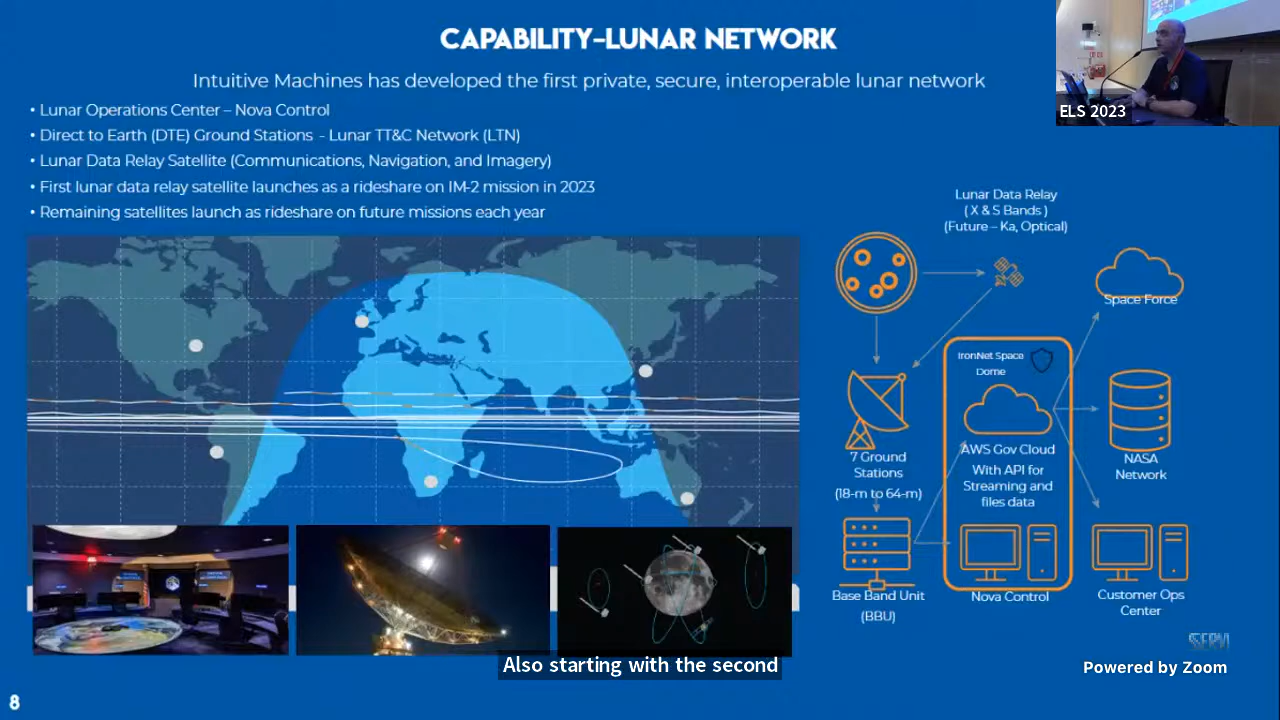 CAPABILITY-LUNAR NETWORK
Intuitive Machines has developed the first private, secure, interoperable lunar network
• Lunar Operations Center – Nova Control
• Direct to Earth (DTE) Ground Stations - Lunar TT&C Network (LTN)
• Lunar Data Relay Satellite (Communications, Navigation, and Imagery)
• First lunar data relay satellite launches as a rideshare on IM-2 mission in 2023
• Remaining satellites launch as rideshare on future missions each year
ELS 2023
Lunar Data Relay
( X & S Bands )
(Future – Ka, Optical)
Space Force
IronNet Space
Dome
AWS Gov Cloud
With API for
Streaming and
files data
7 Ground
Stations
(18-m to 64-m)
NASA
Network
Base Band Unit
(BBU)
Nova Control
Customer Ops
Center
Also starting with the second
Powered by Zoom
8